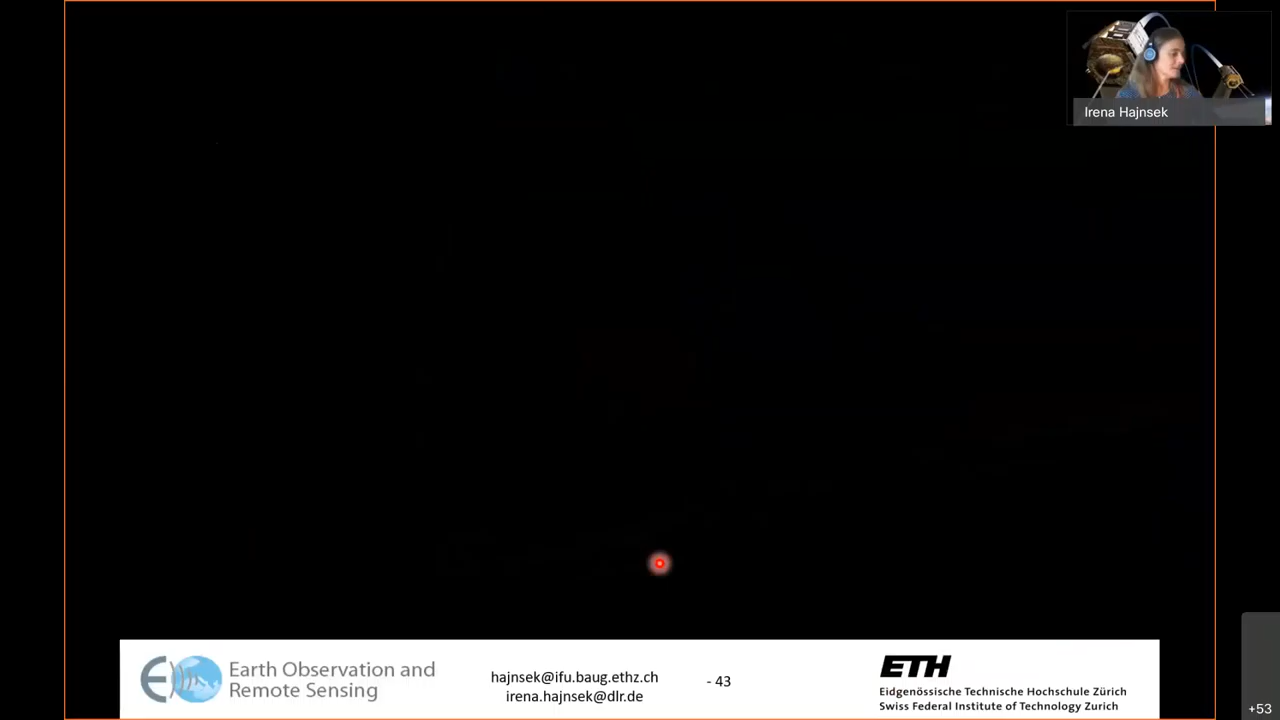 Irena Hajnsek
Earth Observation and
Remote Sensing
hajnsek@ifu.baug.ethz.ch
irena.hajnsek@dlr.de
- 43
ETH
Eidgenössische Technische Hochschule Zürich
Swiss Federal Institute of Technology Zurich
+53